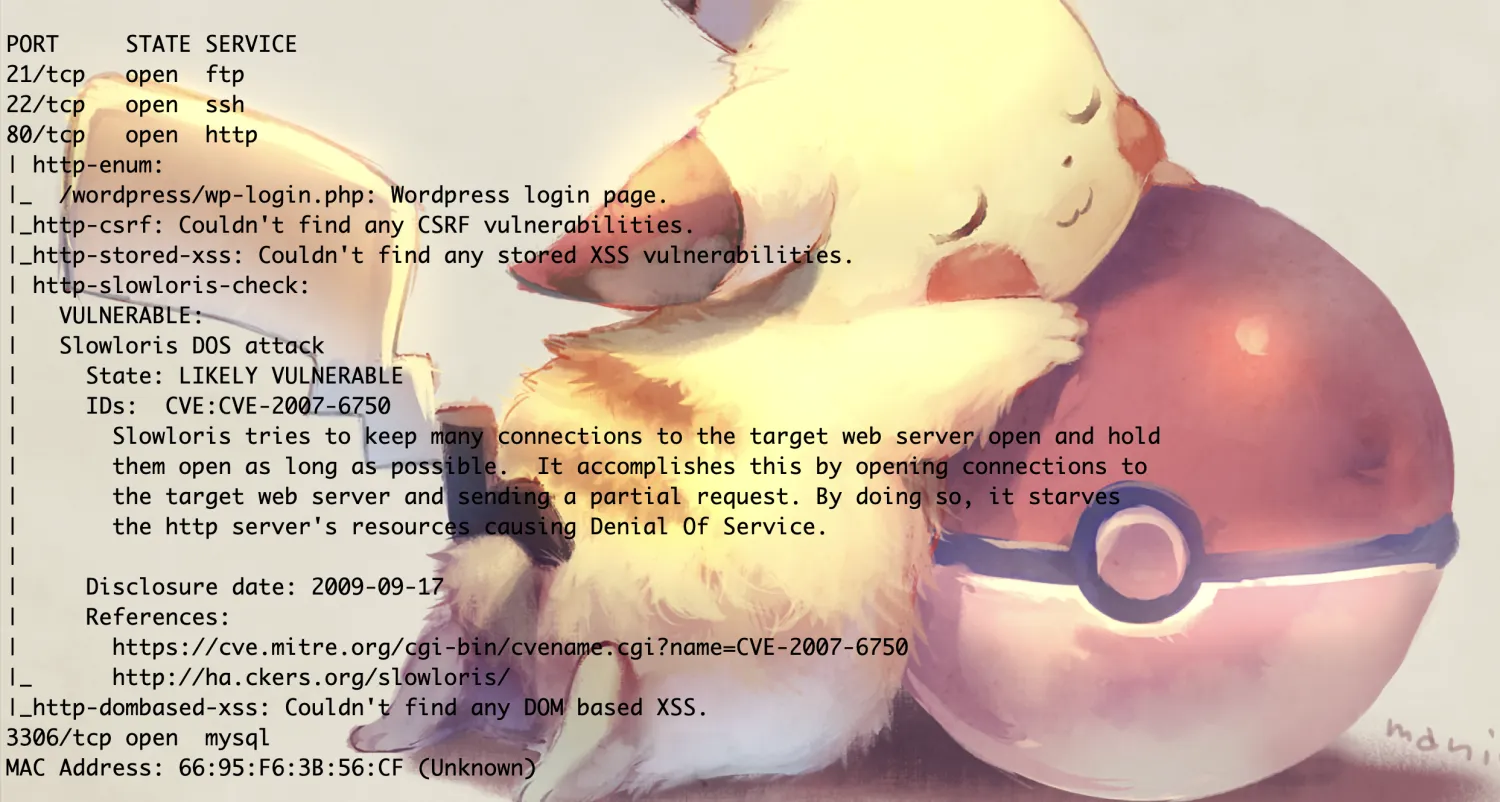 PORT     STATE SERVICE
21/tcp   open  ftp
22/tcp   open  ssh
80/tcp   open  http
| http-enum:
|_  /wordpress/wp-login.php: Wordpress login page.
|_http-csrf: Couldn't find any CSRF vulnerabilities.
|_http-stored-xss: Couldn't find any stored XSS vulnerabilities.
| http-slowloris-check:
|   VULNERABLE:
|   Slowloris DOS attack
|     State: LIKELY VULNERABLE
|     IDs:  CVE:CVE-2007-6750
|       Slowloris tries to keep many connections to the target web server open and hold
|       them open as long as possible.  It accomplishes this by opening connections to
|       the target web server and sending a partial request. By doing so, it starves
|       the http server's resources causing Denial Of Service.
|
|     Disclosure date: 2009-09-17
|     References:
|       https://cve.mitre.org/cgi-bin/cvename.cgi?name=CVE-2007-6750
|_      http://ha.ckers.org/slowloris/
|_http-dombased-xss: Couldn't find any DOM based XSS.
3306/tcp open  mysql
MAC Address: 66:95:F6:3B:56:CF (Unknown)